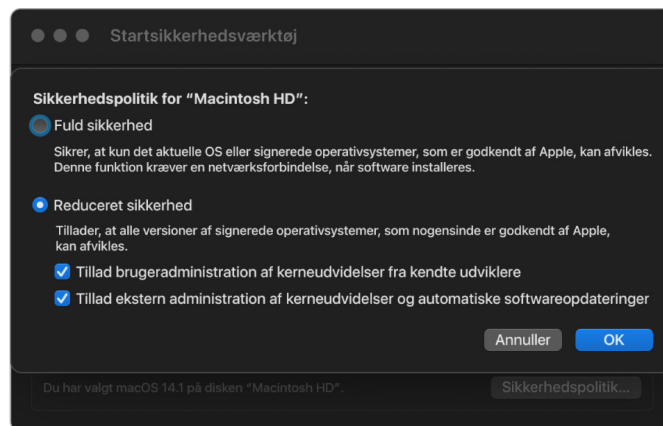 Startsikkerhedsværktøj
Sikkerhedspolitik for “Macintosh HD”:
Fuld sikkerhed
Sikrer, at kun det aktuelle OS eller signerede operativsystemer, som er godkendt af Apple, kan afvikles.
Denne funktion kræver en netværksforbindelse, når software installeres.
Reduceret sikkerhed
Tillader, at alle versioner af signerede operativsystemer, som nogensinde er godkendt af Apple,
kan afvikles.
Tillad brugeradministration af kerneudvidelser fra kendte udviklere
Tillad ekstern administration af kerneudvidelser og automatiske softwareopdateringer
Annuller OK
Du har valgt macOS 14.1 på disken “Macintosh HD”. Sikkerhedspolitik...